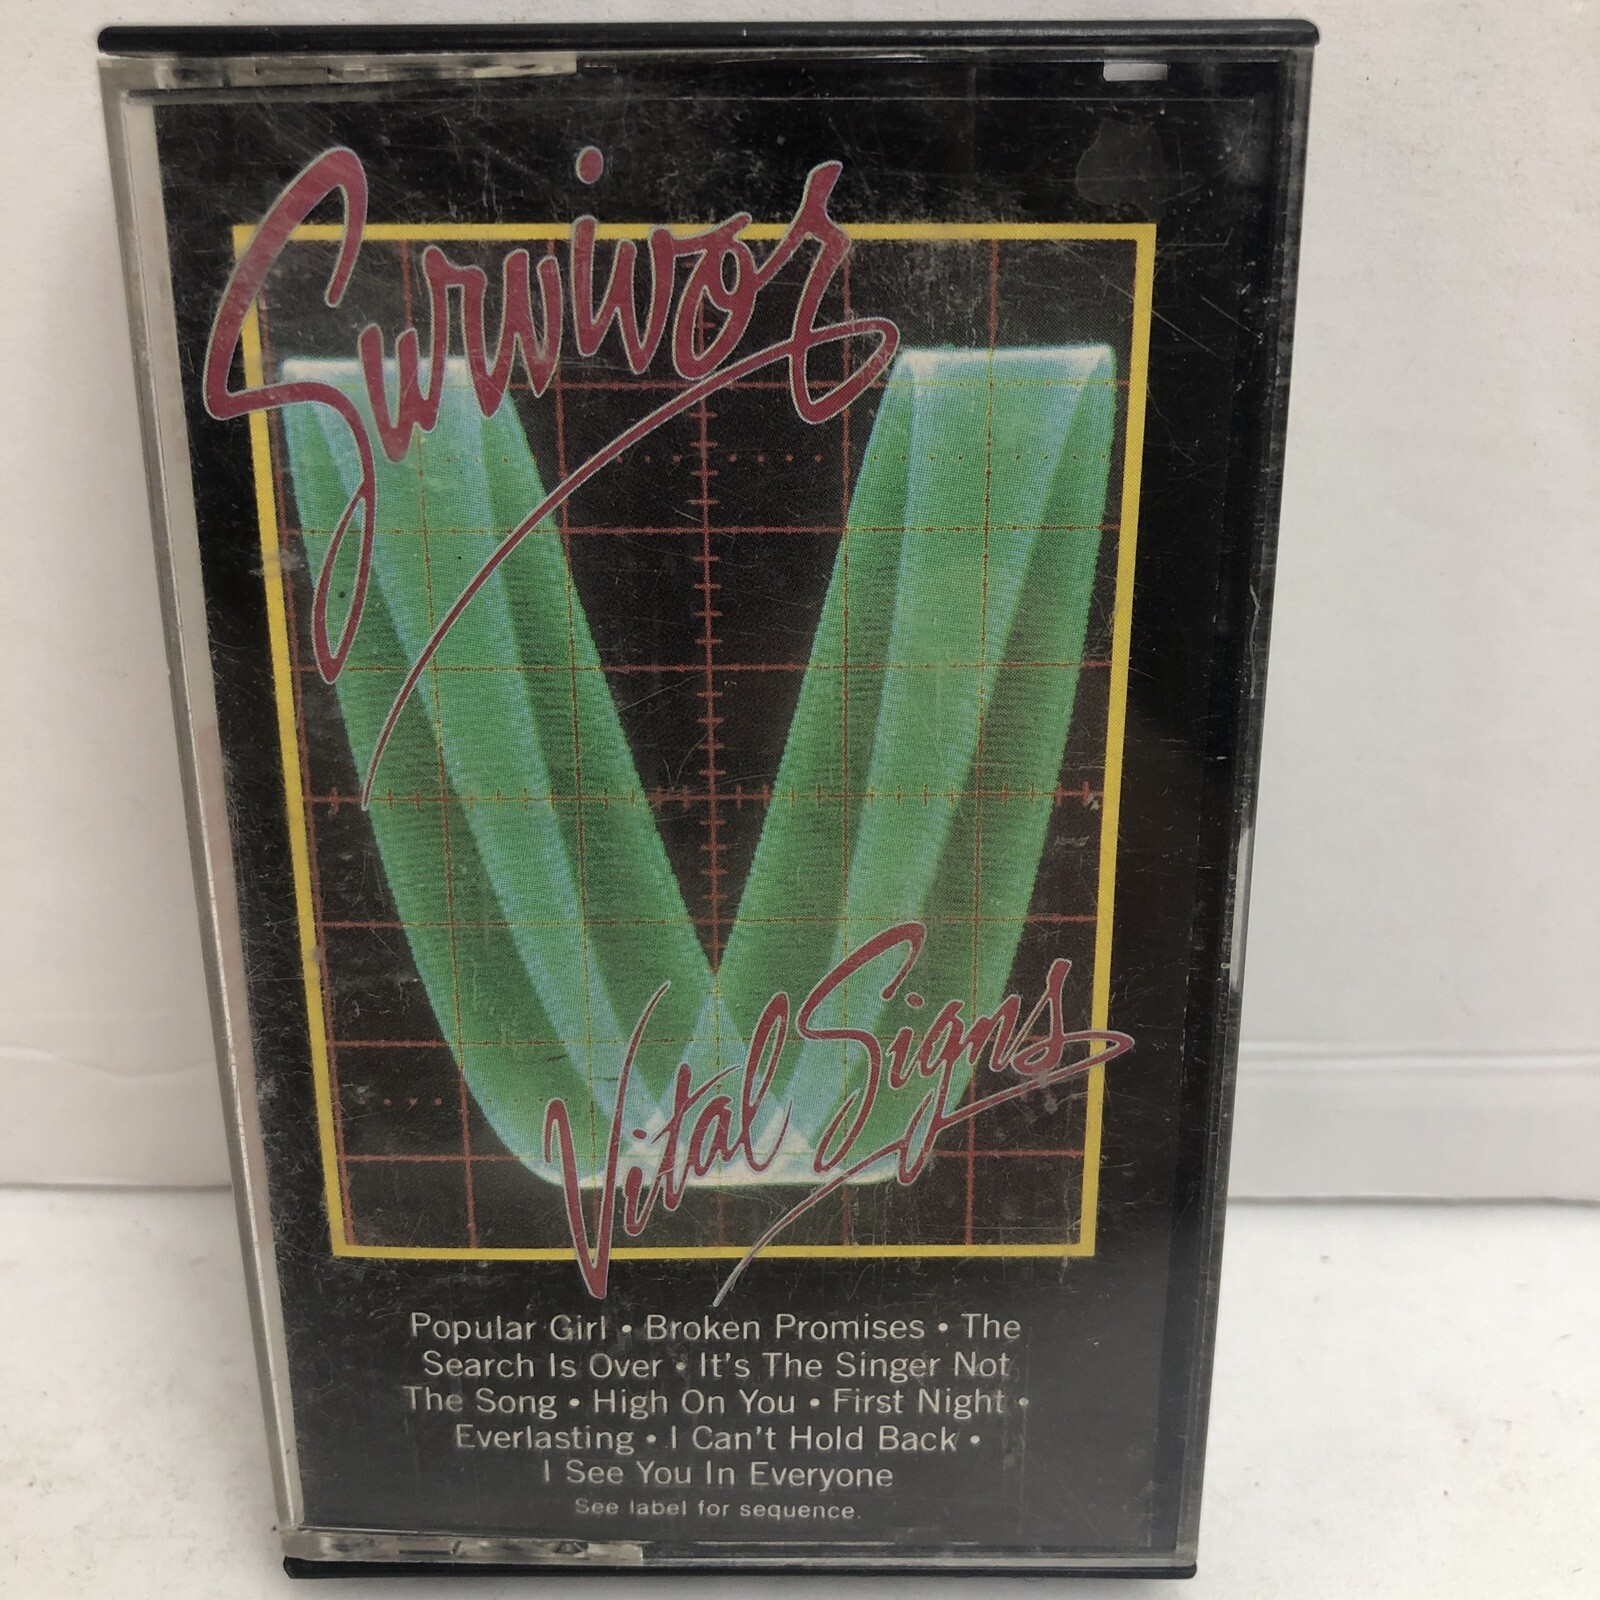 Survivor
Vital Signs
Popular Girl • Broken Promises • The
Search Is Over • It's The Singer Not
The Song • High On You • First Night •
Everlasting • I Can't Hold Back •
I See You In Everyone
See label for sequence.